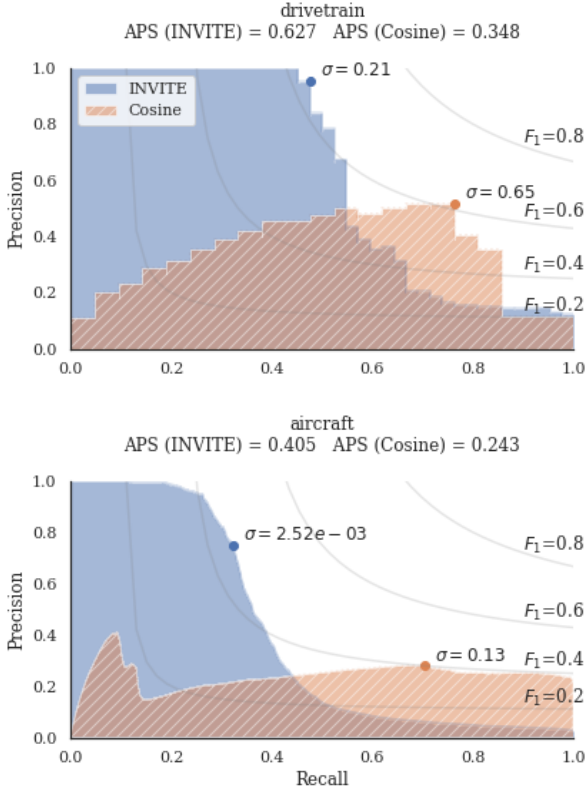 drivetrain
APS (INVITE) = 0.627 APS (Cosine) = 0.348
1.0
σ = 0.21
INVITE
Cosine
0.8
F1=0.8
0.6
σ = 0.65
F1=0.6
Precision
0.4
F1=0.4
0.2
F1=0.2
0.0
0.0 0.2 0.4 0.6 0.8 1.0
aircraft
APS (INVITE) = 0.405 APS (Cosine) = 0.243
1.0
0.8
σ = 2.52e − 03
F1=0.8
0.6
F1=0.6
Precision
0.4
σ = 0.13
F1=0.4
0.2
F1=0.2
0.0
0.0 0.2 0.4 0.6 0.8 1.0
Recall